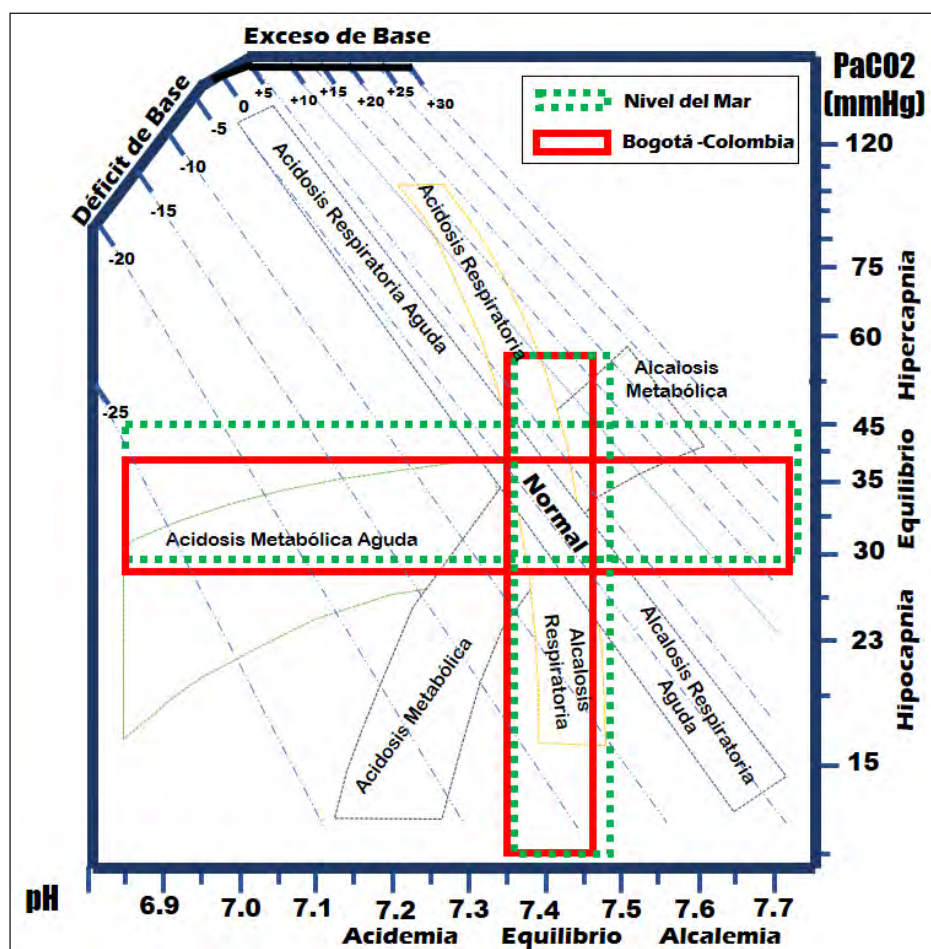 Exceso de Base
PaCO2
(mmHg)
Déficit de Base
0
+5
+10
+15
+20
+25
+30
-5
-10
-15
-20
-25
Nivel del Mar
Bogotá -Colombia
120
75
60
45
35
30
23
15
Hipercapnia
Equilibrio
Hipocapnia
Acidosis Respiratoria Aguda
Acidosis Respiratoria
Alcalosis
Metabólica
Normal
Acidosis Metabólica Aguda
Acidosis Metabólica
Alcalosis
Respiratoria
Alcalosis Respiratoria
Aguda
pH
6.9
7.0
7.1
7.2
7.3
7.4
7.5
7.6
7.7
Acidemia
Equilibrio
Alcalemia